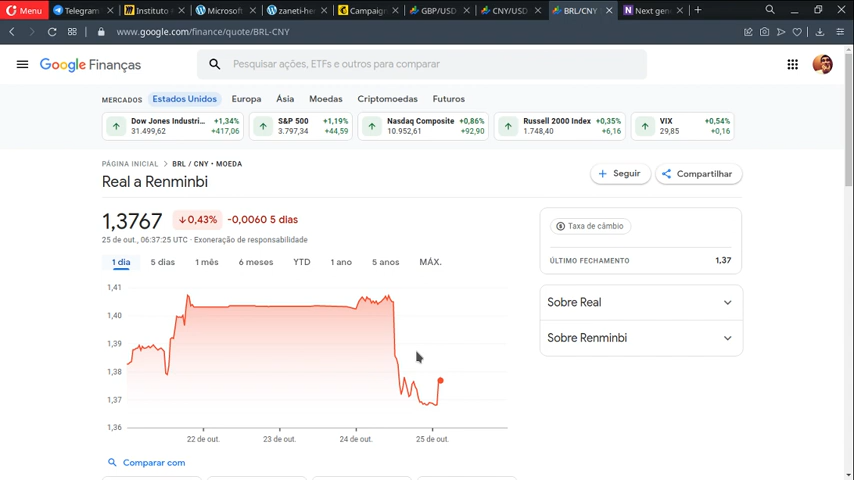 Menu Telegram Instituto Microsoft zaneti-he Campaign GBP/USD CNY/USD BRL/CNY Next gene
www.google.com/finance/quote/BRL-CNY
Google Finanças Pesquisar ações, ETFs e outros para comparar
MERCADOS Estados Unidos Europa Ásia Moedas Criptomoedas Futuros
Dow Jones Industri... +1,34% S&P 500 +1,19% Nasdaq Composite +0,86% Russell 2000 Index +0,35% VIX +0,54%
31.499,62 +417,06 3.797,34 +44,59 10.952,61 +92,90 1.748,40 +6,16 29,85 +0,16
PÁGINA INICIAL > BRL / CNY • MOEDA
Real a Renminbi
+ Seguir Compartilhar
1,3767 ↓0,43% -0,0060 5 dias
25 de out., 06:37:25 UTC · Exoneração de responsabilidade
1 dia 5 dias 1 mês 6 meses YTD 1 ano 5 anos MÁX.
1,41
1,40
1,39
1,38
1,37
1,36
22 de out. 23 de out. 24 de out. 25 de out.
Comparar com
Taxa de câmbio
ÚLTIMO FECHAMENTO 1,37
Sobre Real
Sobre Renminbi